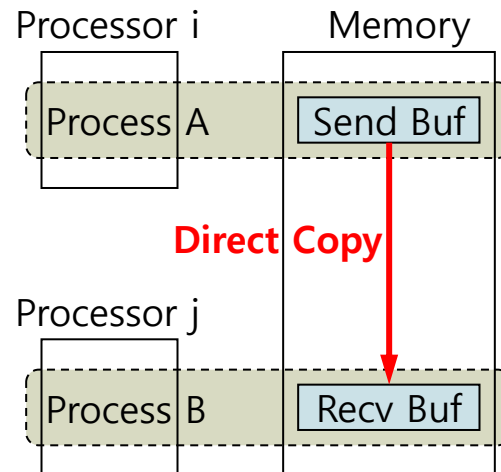 Processor i
Memory
Process A
Send Buf
Direct Copy
Processor j
Process B
Recv Buf